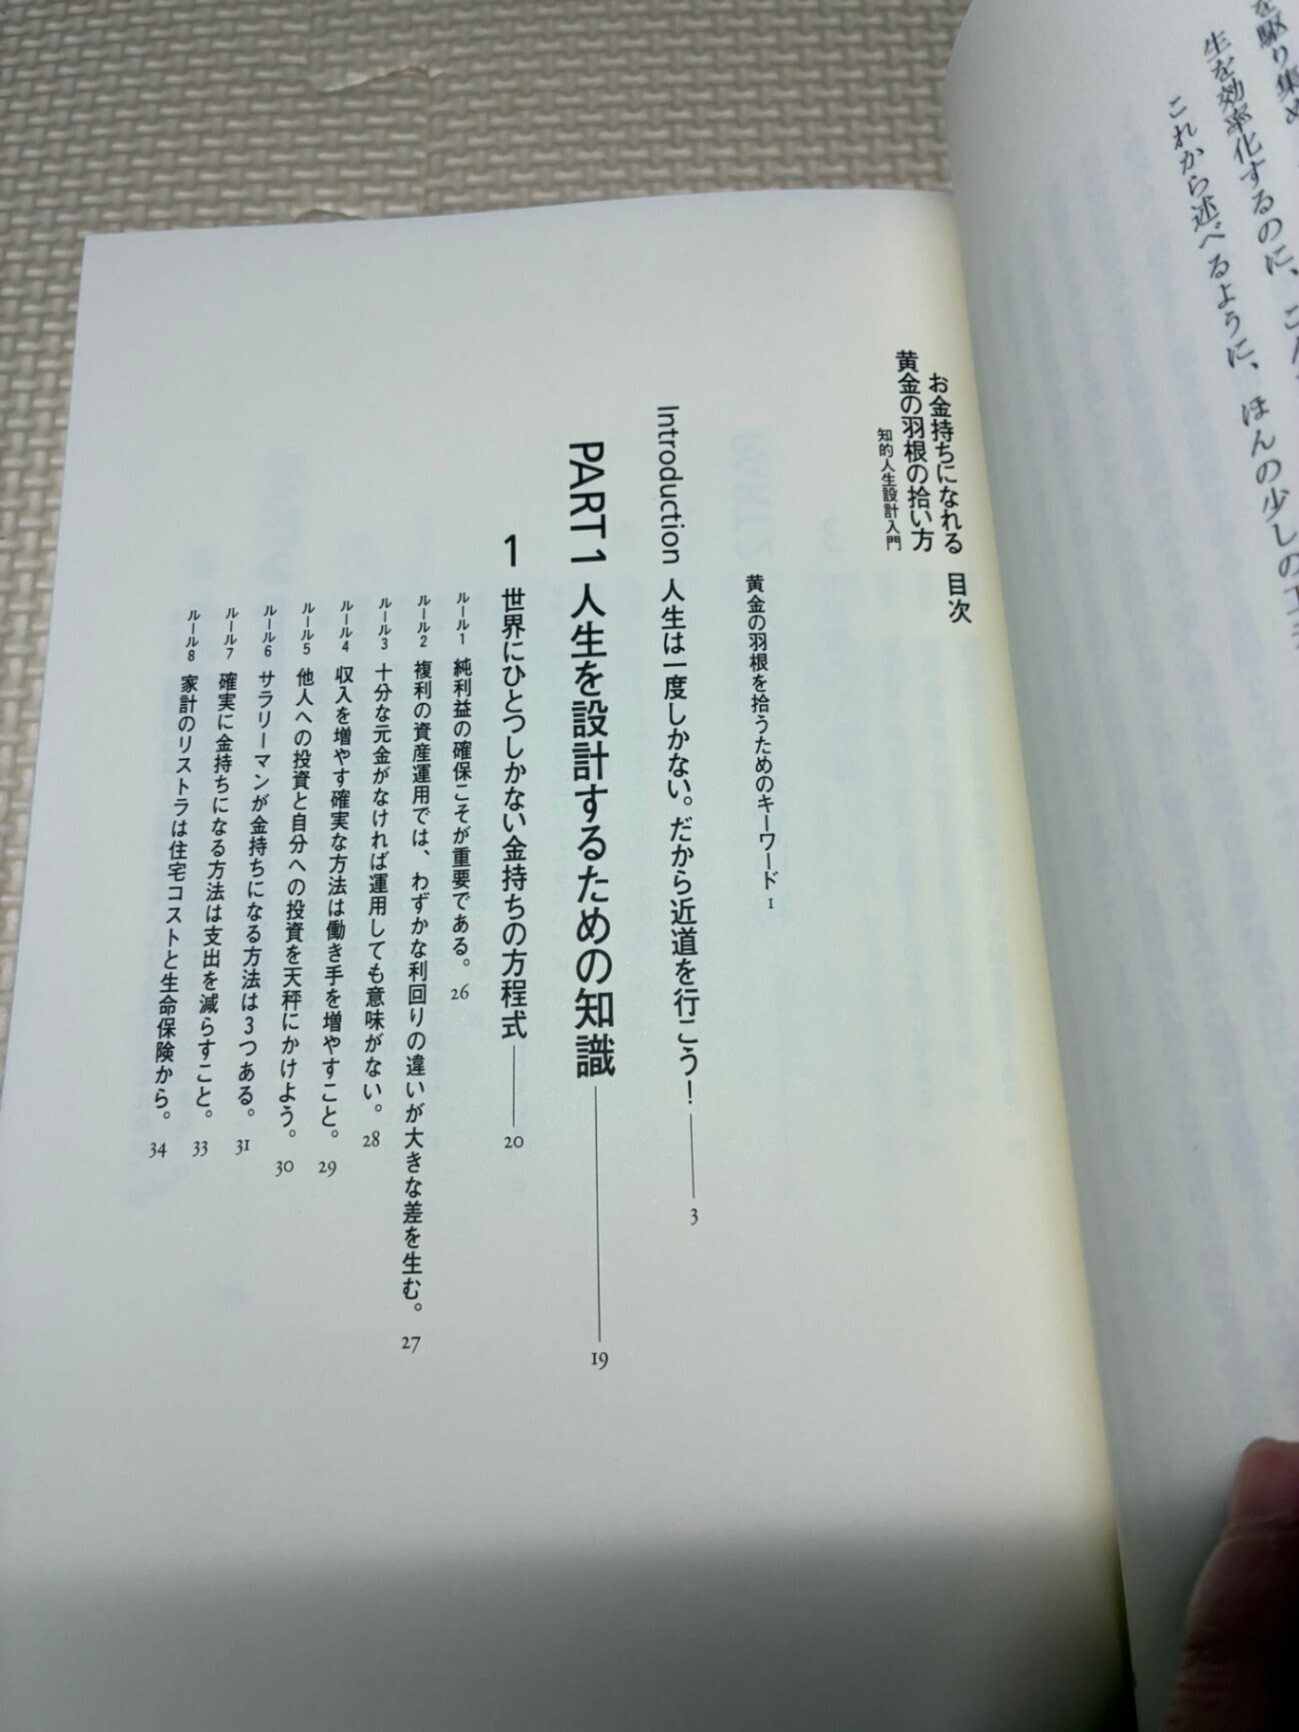 を駆り集め
生を効率化するのに、こん
これから述べるように、ほんの少しの
お金持ちになれる
黄金の羽根の拾い方
知的人生設計入門
目次
黄金の羽根を拾うためのキーワード 1
Introduction 人生は一度しかない。だから近道を行こう！ 3
PART 1 人生を設計するための知識 19
1 世界にひとつしかない金持ちの方程式 20
ルール1 純利益の確保こそが重要である。 26
ルール2 複利の資産運用では、わずかな利回りの違いが大きな差を生む。 27
ルール3 十分な元金がなければ運用しても意味がない。 28
ルール4 収入を増やす確実な方法は働き手を増やすこと。 29
ルール5 他人への投資と自分への投資を天秤にかけよう。 30
ルール6 サラリーマンが金持ちになる方法は3つある。 31
ルール7 確実に金持ちになる方法は支出を減らすこと。 33
ルール8 家計のリストラは住宅コストと生命保険から。 34